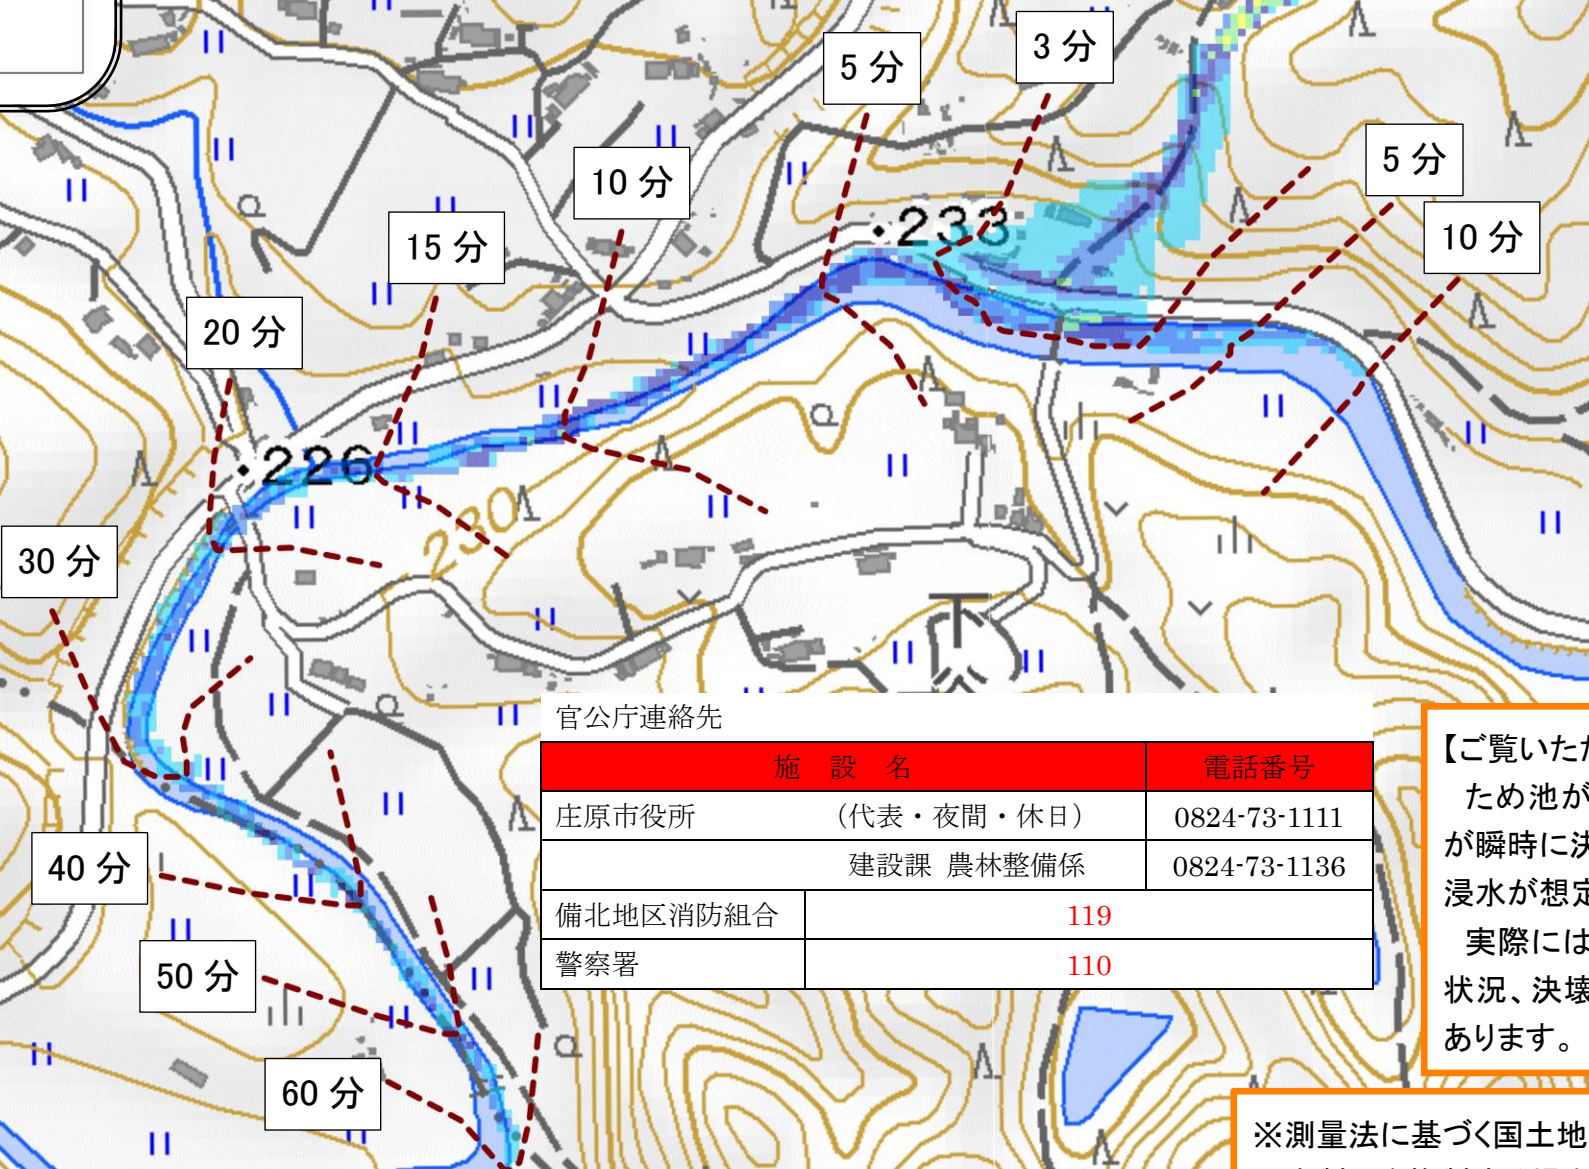 3 分
5 分
5 分
10 分
10 分
15 分
20 分
30 分
40 分
50 分
60 分
233
226
230
官公庁連絡先
施 設 名 電話番号
庄原市役所 (代表・夜間・休日) 0824-73-1111
建設課 農林整備係 0824-73-1136
備北地区消防組合 119
警察署 110
【ご覧いただ
ため池が
が瞬時に決
浸水が想定
実際には
状況、決壊
あります。
※測量法に基づく国土地